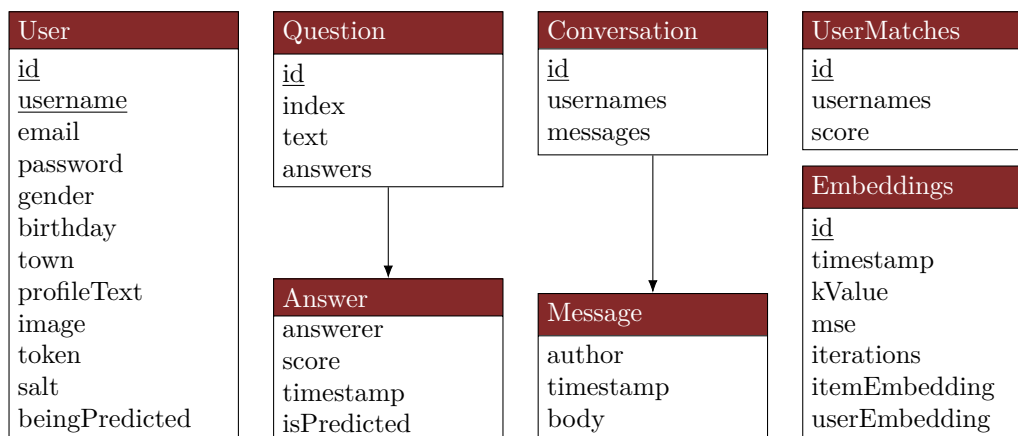 User
id
username
email
password
gender
birthday
town
profileText
image
token
salt
beingPredicted
Question
id
index
text
answers
Answer
answerer
score
timestamp
isPredicted
Conversation
id
usernames
messages
Message
author
timestamp
body
UserMatches
id
usernames
score
Embeddings
id
timestamp
kValue
mse
iterations
itemEmbedding
userEmbedding